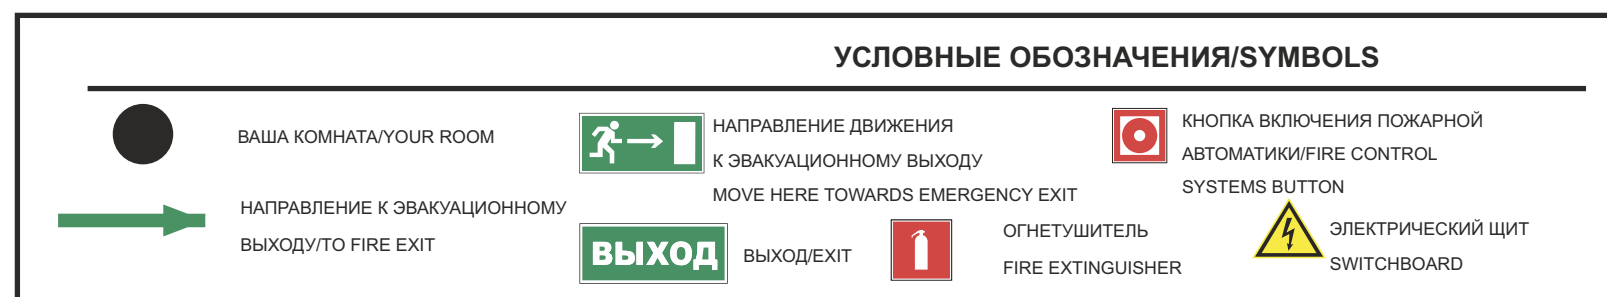 УСЛОВНЫЕ ОБОЗНАЧЕНИЯ/SYMBOLS
ВАША КОМНАТА/YOUR ROOM
НАПРАВЛЕНИЕ К ЭВАКУАЦИОННОМУ
ВЫХОДУ/TO FIRE EXIT
НАПРАВЛЕНИЕ ДВИЖЕНИЯ
К ЭВАКУАЦИОННОМУ ВЫХОДУ
MOVE HERE TOWARDS EMERGENCY EXIT
ВЫХОД
ВЫХОД/EXIT
ОГНЕТУШИТЕЛЬ
FIRE EXTINGUISHER
КНОПКА ВКЛЮЧЕНИЯ ПОЖАРНОЙ
АВТОМАТИКИ/FIRE CONTROL
SYSTEMS BUTTON
ЭЛЕКТРИЧЕСКИЙ ЩИТ
SWITCHBOARD